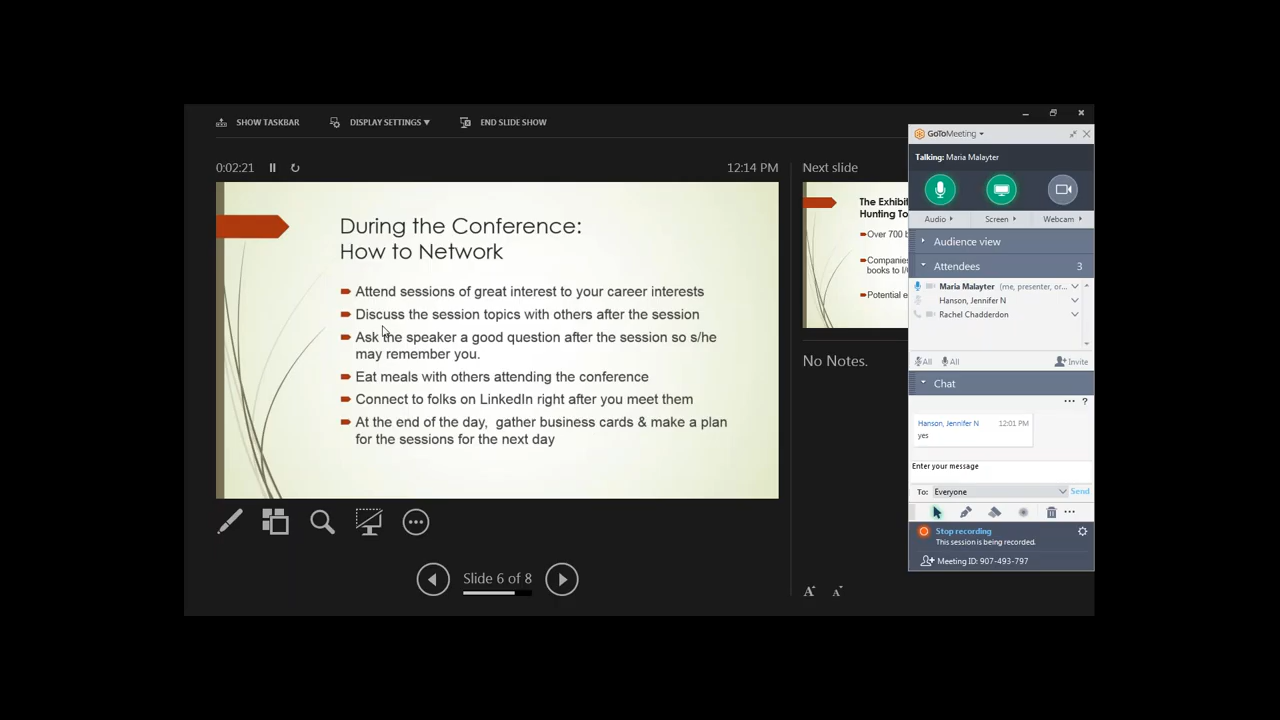 SHOW TASKBAR
DISPLAY SETTINGS
END SLIDE SHOW
0:02:21
12:14 PM
Next slide
During the Conference:
How to Network
Attend sessions of great interest to your career interests
Discuss the session topics with others after the session
Ask the speaker a good question after the session so s/he
may remember you.
Eat meals with others attending the conference
Connect to folks on LinkedIn right after you meet them
At the end of the day, gather business cards & make a plan
for the sessions for the next day
Slide 6 of 8
The Exhibi
Hunting To
Over 700 b
Companies
books to I/
Potential e
No Notes.
A A
GoToMeeting
Talking: Maria Malayter
Audio Screen Webcam
Audience view
Attendees 3
Maria Malayter (me, presenter, or...
Hanson, Jennifer N
Rachel Chadderdon
All All Invite
Chat
... ?
Hanson, Jennifer N 12:01 PM
yes
Enter your message
To: Everyone Send
Stop recording
This session is being recorded.
Meeting ID: 907-493-797